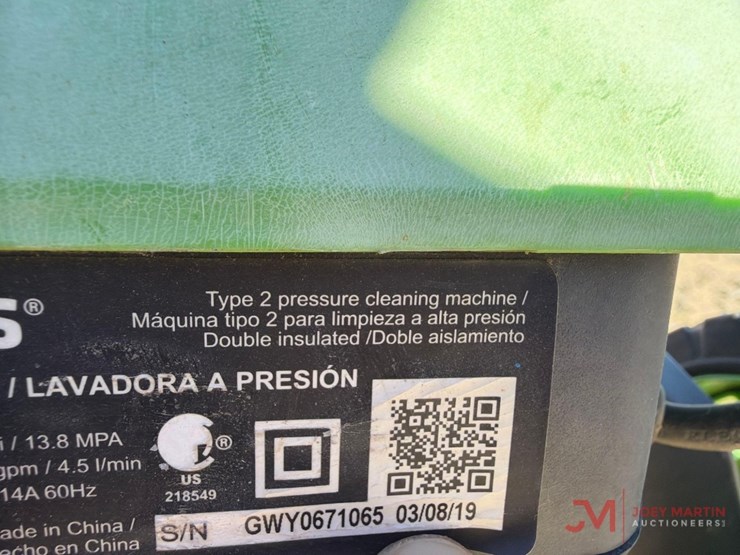 Type 2 pressure cleaning machine /
Máquina tipo 2 para limpieza a alta presión
Double insulated /Doble aislamiento
S®
/ LAVADORA A PRESIÓN
i / 13.8 MPA
gpm / 4.5 l/min
14A 60Hz
®
US
218549
ade in China /
cho en China
S/N GWY0671065 03/08/19
JM JOEY MARTIN
AUCTIONEERS